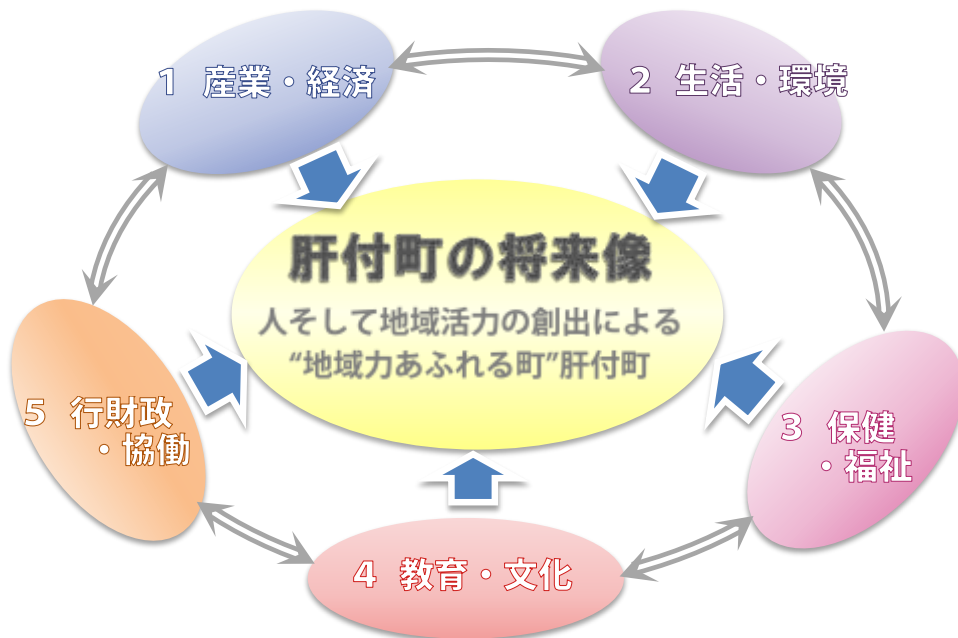 1 産業・経済
2 生活・環境
肝付町の将来像
人そして地域活力の創出による
“地域力あふれる町”肝付町
3 保健
・福祉
4 教育・文化
5 行財政
・協働